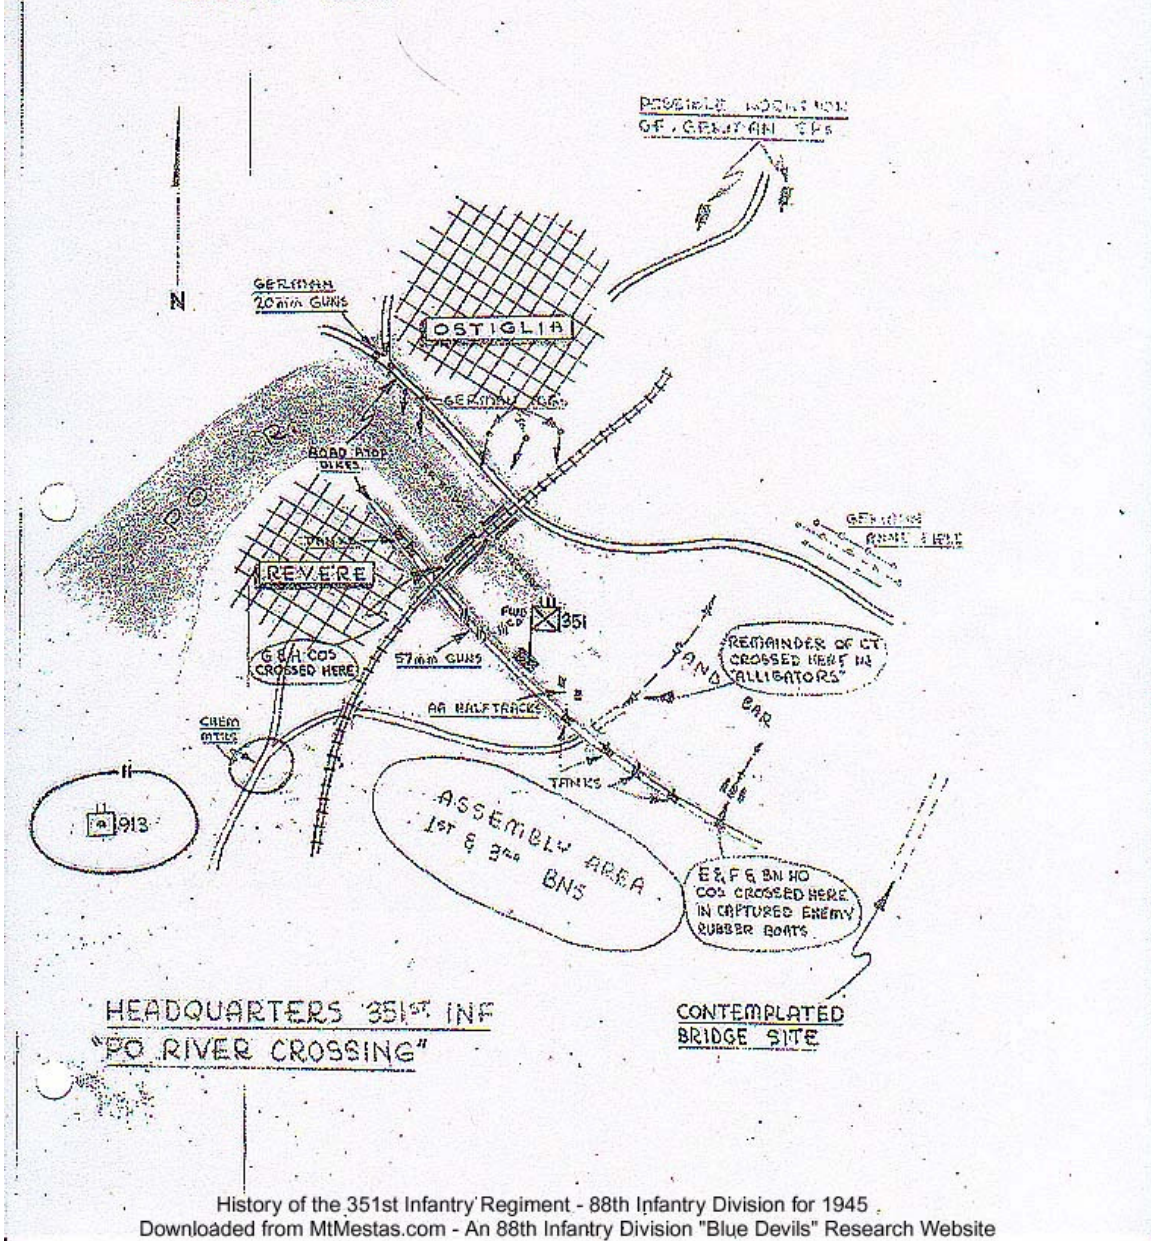 POSSIBLE LOCATION
OF GERMAN CPs
N
GERMAN
20mm GUNS
OSTIGLIA
GERMAN
ROAD ATOP
DIKES
PO
REVERE
GERMAN
FWD
CP
351
G & H COS
CROSSED HERE
57mm GUNS
REMAINDER OF CT
CROSSED HERE IN
"ALLIGATORS"
SAND BAR
AA HALFTRACKS
CHEM
MTRS
TANKS
913
ASSEMBLY AREA
1ST & 3RD BNS
E & F & BN HQ
COS CROSSED HERE
IN CAPTURED ENEMY
RUBBER BOATS
HEADQUARTERS 351ST INF
"PO RIVER CROSSING"
CONTEMPLATED
BRIDGE SITE
History of the 351st Infantry Regiment - 88th Infantry Division for 1945
Downloaded from MtMestas.com - An 88th Infantry Division "Blue Devils" Research Website